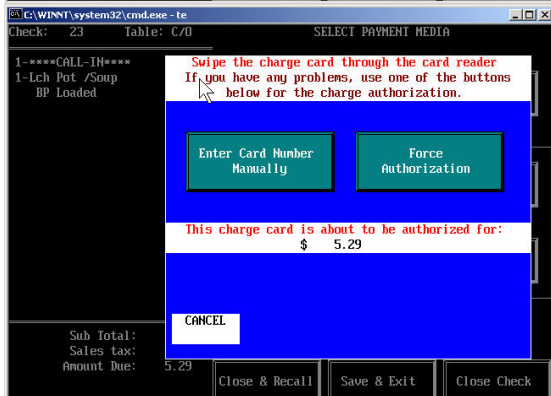 C:\WINNT\system32\cmd.exe - te
Check: 23 Table: C/O SELECT PAYMENT MEDIA
1-****CALL-IN****
1-Lch Pot /Soup
BP Loaded
Swipe the charge card through the card reader
If you have any problems, use one of the buttons
below for the charge authorization.
Enter Card Number
Manually
Force
Authorization
This charge card is about to be authorized for:
$ 5.29
CANCEL
Sub Total:
Sales tax:
Amount Due: 5.29
Close & Recall
Save & Exit
Close Check